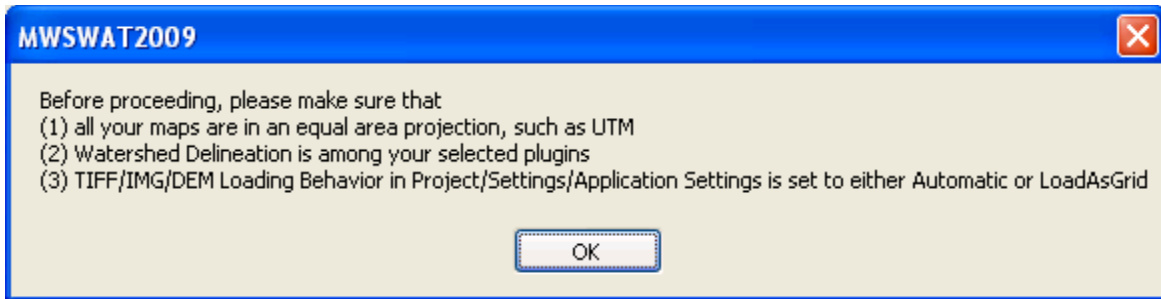 MWSWAT2009
Before proceeding, please make sure that
(1) all your maps are in an equal area projection, such as UTM
(2) Watershed Delineation is among your selected plugins
(3) TIFF/IMG/DEM Loading Behavior in Project/Settings/Application Settings is set to either Automatic or LoadAsGrid
OK